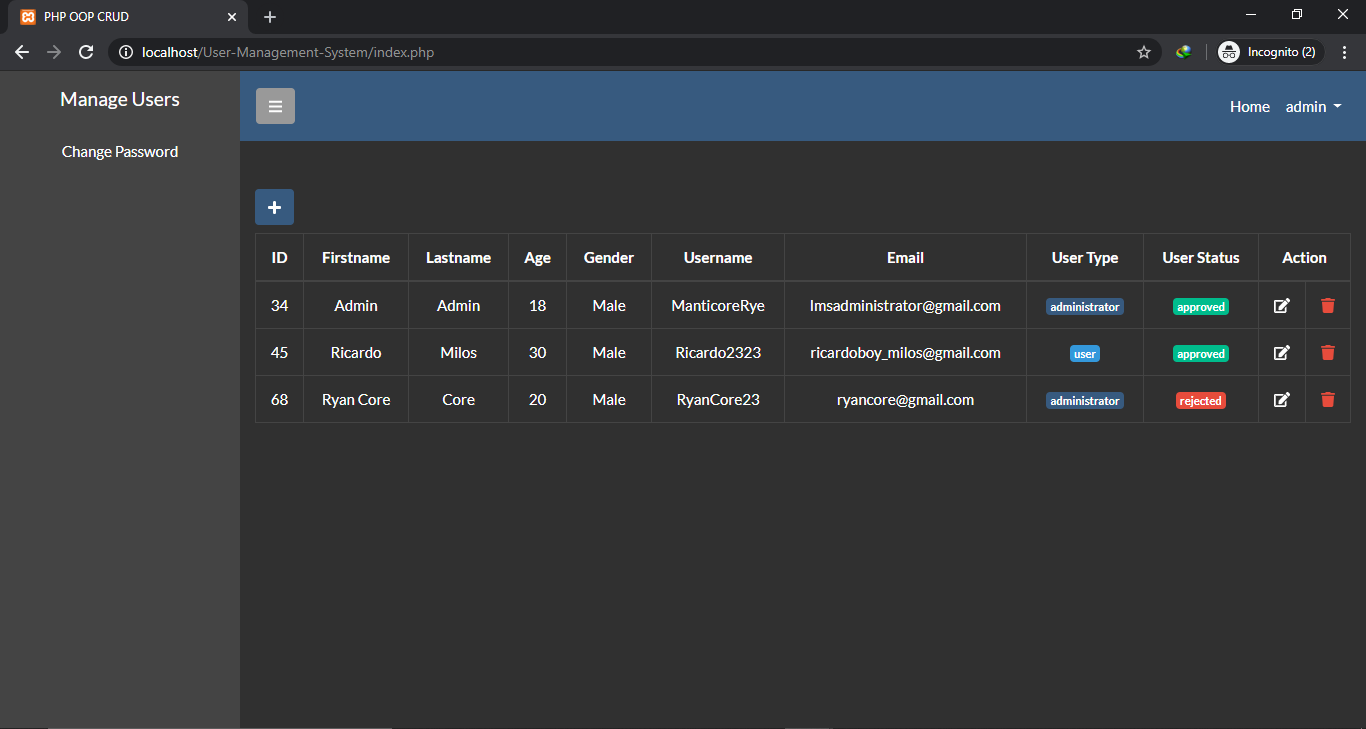 PHP OOP CRUD
localhost/User-Management-System/index.php
Incognito (2)
Manage Users
Change Password
Home admin
ID Firstname Lastname Age Gender Username Email User Type User Status Action
34 Admin Admin 18 Male ManticoreRye lmsadministrator@gmail.com administrator approved
45 Ricardo Milos 30 Male Ricardo2323 ricardoboy_milos@gmail.com user approved
68 Ryan Core Core 20 Male RyanCore23 ryancore@gmail.com administrator rejected